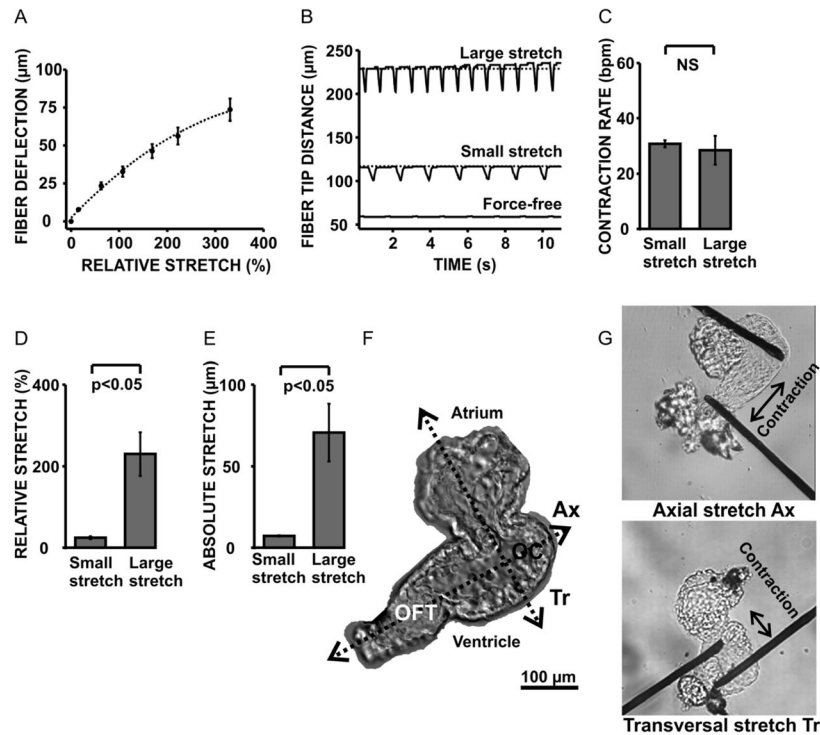 A
FIBER DEFLECTION (µm)
100
75
50
25
0
0 100 200 300 400
RELATIVE STRETCH (%)
B
FIBER TIP DISTANCE (µm)
250
200
150
100
50
Large stretch
Small stretch
Force-free
2 4 6 8 10
TIME (s)
C
CONTRACTION RATE (bpm)
60
40
20
0
NS
Small stretch
Large stretch
D
RELATIVE STRETCH (%)
400
200
0
p<0.05
Small stretch
Large stretch
E
ABSOLUTE STRETCH (µm)
100
50
0
p<0.05
Small stretch
Large stretch
F
Atrium
Ax
OC
Tr
OFT
Ventricle
100 µm
G
Contraction
Axial stretch Ax
Contraction
Transversal stretch Tr